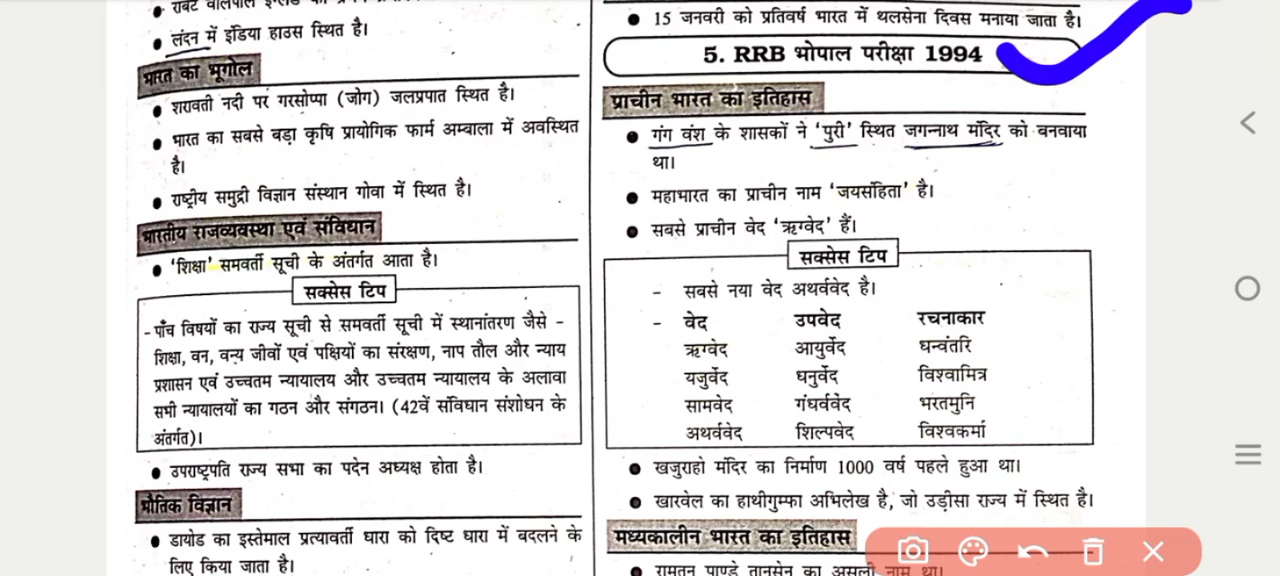 लंदन में इंडिया हाउस स्थित है।
भारत का भूगोल
शरावती नदी पर गरसोप्पा (जोग) जलप्रपात स्थित है।
भारत का सबसे बड़ा कृषि प्रायोगिक फार्म अम्बाला में अवस्थित
है।
राष्ट्रीय समुद्री विज्ञान संस्थान गोवा में स्थित है।
भारतीय राजव्यवस्था एवं संविधान
'शिक्षा' समवर्ती सूची के अंतर्गत आता है।
सक्सेस टिप
- पाँच विषयों का राज्य सूची से समवर्ती सूची में स्थानांतरण जैसे -
शिक्षा, वन, वन्य जीवों एवं पक्षियों का संरक्षण, नाप तौल और न्याय
प्रशासन एवं उच्चतम न्यायालय और उच्चतम न्यायालय के अलावा
सभी न्यायालयों का गठन और संगठन। (42वें संविधान संशोधन के
अंतर्गत)।
उपराष्ट्रपति राज्य सभा का पदेन अध्यक्ष होता है।
भौतिक विज्ञान
डायोड का इस्तेमाल प्रत्यावर्ती धारा को दिष्ट धारा में बदलने के
लिए किया जाता है।
15 जनवरी को प्रतिवर्ष भारत में थलसेना दिवस मनाया जाता है।
5. RRB भोपाल परीक्षा 1994
प्राचीन भारत का इतिहास
गंग वंश के शासकों ने 'पुरी' स्थित जगन्नाथ मंदिर को बनवाया
था।
महाभारत का प्राचीन नाम 'जयसंहिता' है।
सबसे प्राचीन वेद 'ऋग्वेद' हैं।
सक्सेस टिप
- सबसे नया वेद अथर्ववेद है।
- वेद उपवेद रचनाकार
ऋग्वेद आयुर्वेद धन्वंतरि
यजुर्वेद धनुर्वेद विश्वामित्र
सामवेद गंधर्ववेद भरतमुनि
अथर्ववेद शिल्पवेद विश्वकर्मा
खजुराहो मंदिर का निर्माण 1000 वर्ष पहले हुआ था।
खारवेल का हाथीगुम्फा अभिलेख है, जो उड़ीसा राज्य में स्थित है।
मध्यकालीन भारत का इतिहास
रामतनु पाण्डे तानसेन का असली नाम था।